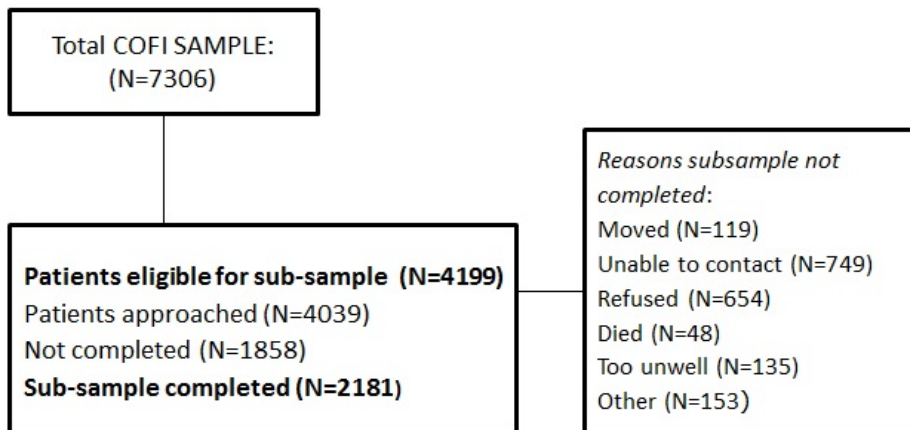 Total COFI SAMPLE:
(N=7306)
Patients eligible for sub-sample (N=4199)
Patients approached (N=4039)
Not completed (N=1858)
Sub-sample completed (N=2181)
Reasons subsample not
completed:
Moved (N=119)
Unable to contact (N=749)
Refused (N=654)
Died (N=48)
Too unwell (N=135)
Other (N=153)